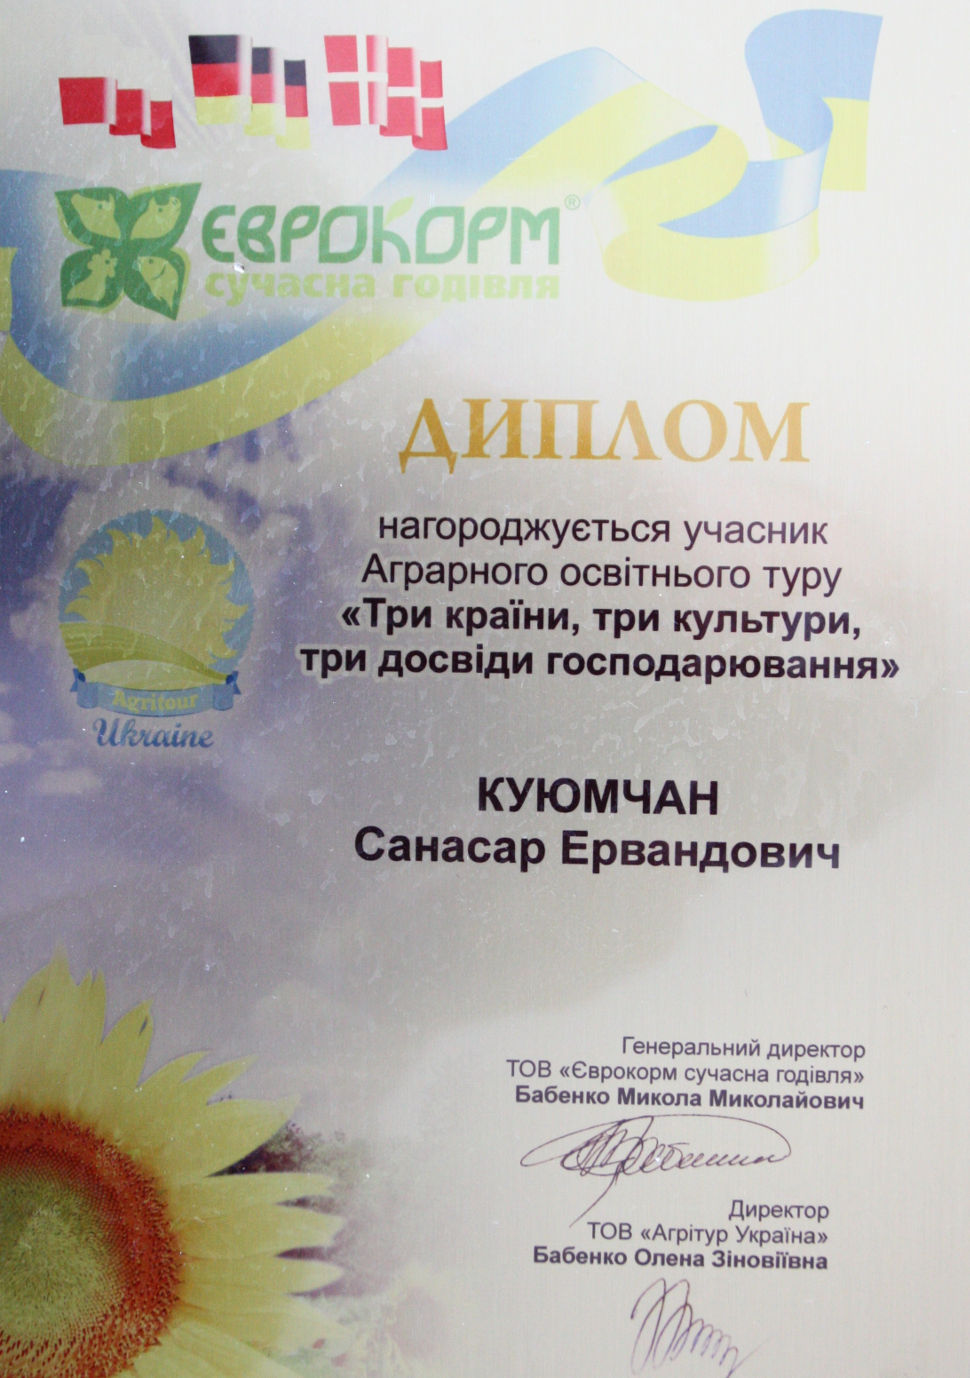 ЄВРОКОРМ®
сучасна годівля
ДИПЛОМ
нагороджується учасник
Аграрного освітнього туру
«Три країни, три культури,
три досвіди господарювання»
Agritour
Ukraine
КУЮМЧАН
Санасар Ервандович
Генеральний директор
ТОВ «Єврокорм сучасна годівля»
Бабенко Микола Миколайович
Директор
ТОВ «Агрітур Україна»
Бабенко Олена Зіновіївна